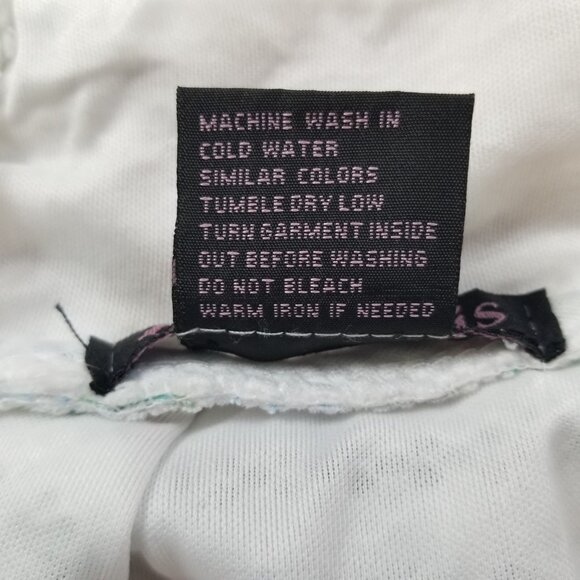 MACHINE WASH IN
COLD WATER
SIMILAR COLORS
TUMBLE DRY LOW
TURN GARMENT INSIDE
OUT BEFORE WASHING
DO NOT BLEACH
WARM IRON IF NEEDED